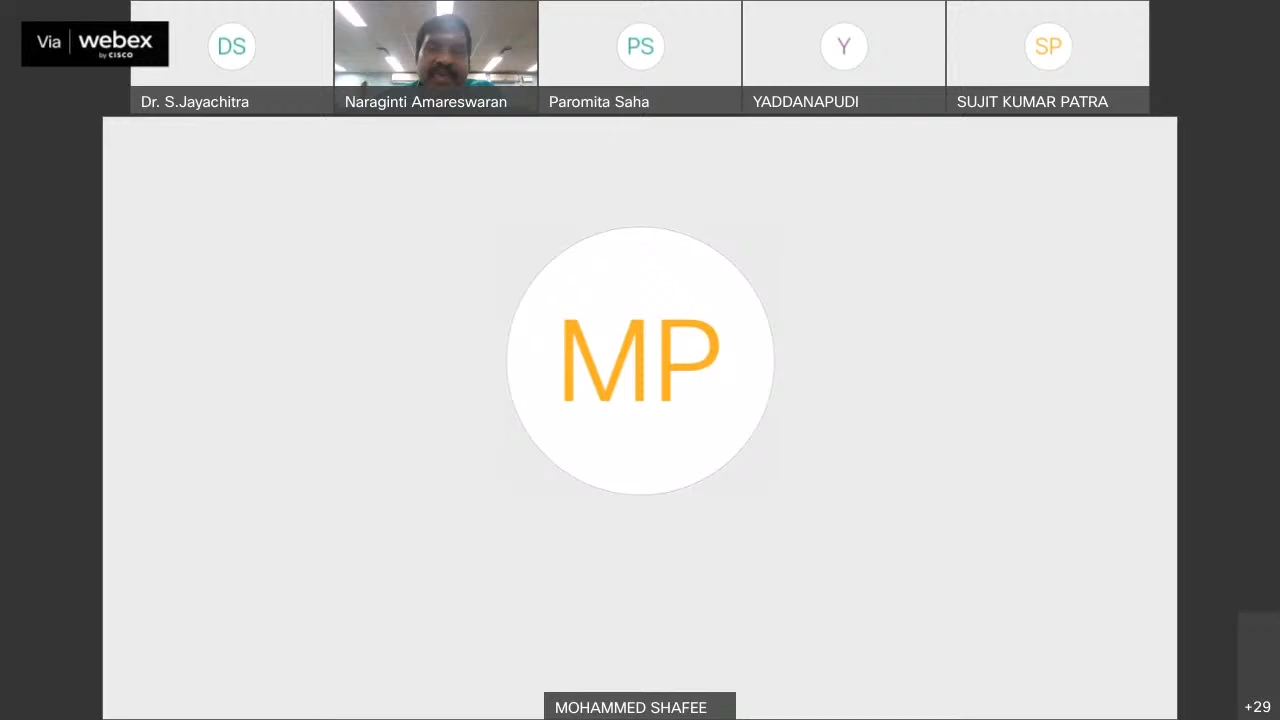 Via | webex
by CISCO
DS
PS
Y
SP
Dr. S.Jayachitra
Naraginti Amareswaran
Paromita Saha
YADDANAPUDI
SUJIT KUMAR PATRA
MP
MOHAMMED SHAFEE
+29